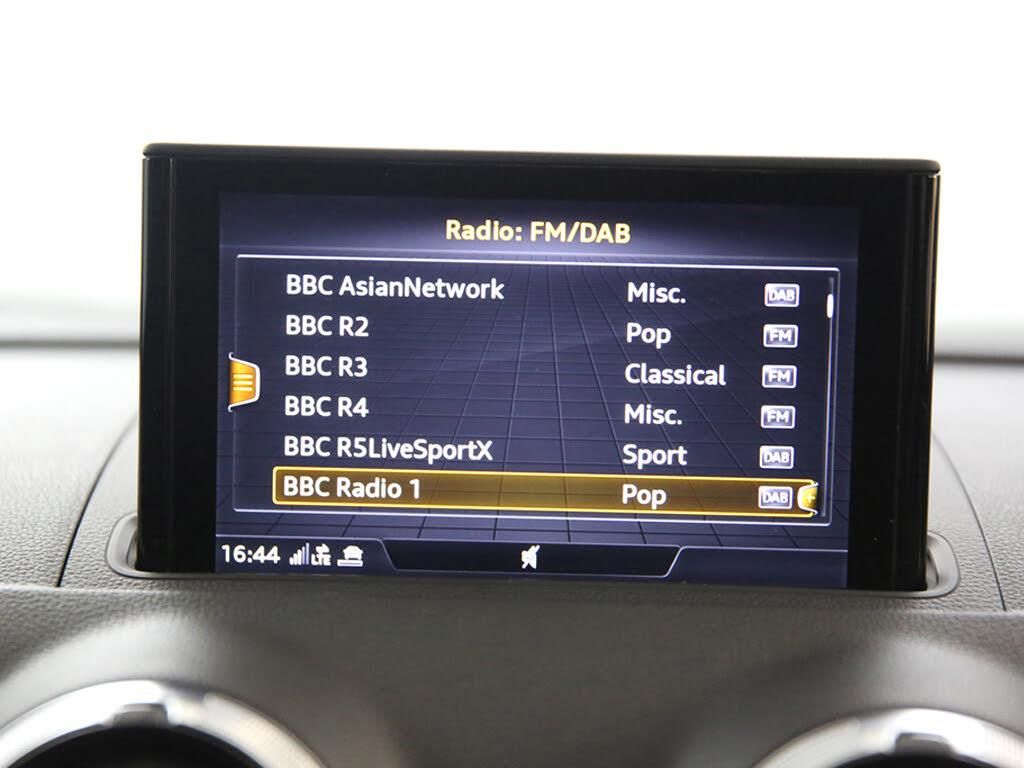 Radio: FM/DAB
BBC AsianNetwork Misc. DAB
BBC R2 Pop FM
BBC R3 Classical FM
BBC R4 Misc. FM
BBC R5LiveSportX Sport DAB
BBC Radio 1 Pop DAB
16:44 LTE